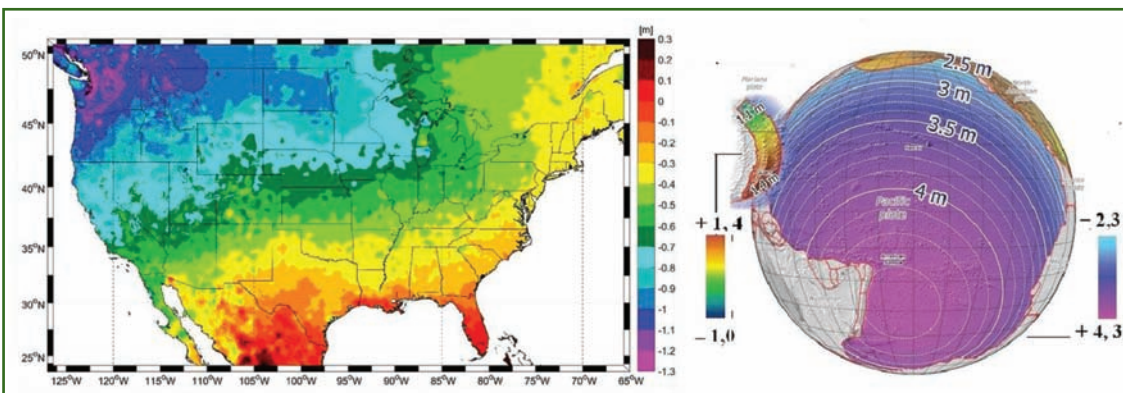 [m]
50°N
45°N
40°N
35°N
30°N
25°N
125°W 120°W 115°W 110°W 105°W 100°W 95°W 90°W 85°W 80°W 75°W 70°W 65°W
0.3
0.2
0.1
0
-0.1
-0.2
-0.3
-0.4
-0.5
-0.6
-0.7
-0.8
-0.9
-1
-1.1
-1.2
-1.3
Mariana
plate
+ 1, 4
– 1,0
2.5 m
3 m
3.5 m
4 m
Pacific
plate
– 2,3
+ 4, 3